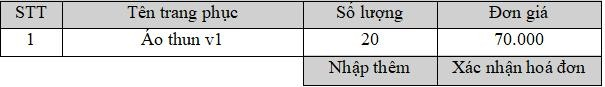 STT Tên trang phục Số lượng Đơn giá
1 Áo thun v1 20 70.000
Nhập thêm Xác nhận hoá đơn